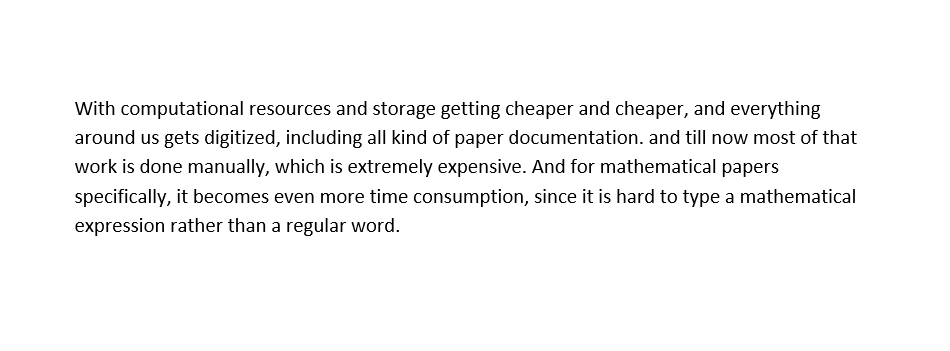 With computational resources and storage getting cheaper and cheaper, and everything
around us gets digitized, including all kind of paper documentation. and till now most of that
work is done manually, which is extremely expensive. And for mathematical papers
specifically, it becomes even more time consumption, since it is hard to type a mathematical
expression rather than a regular word.